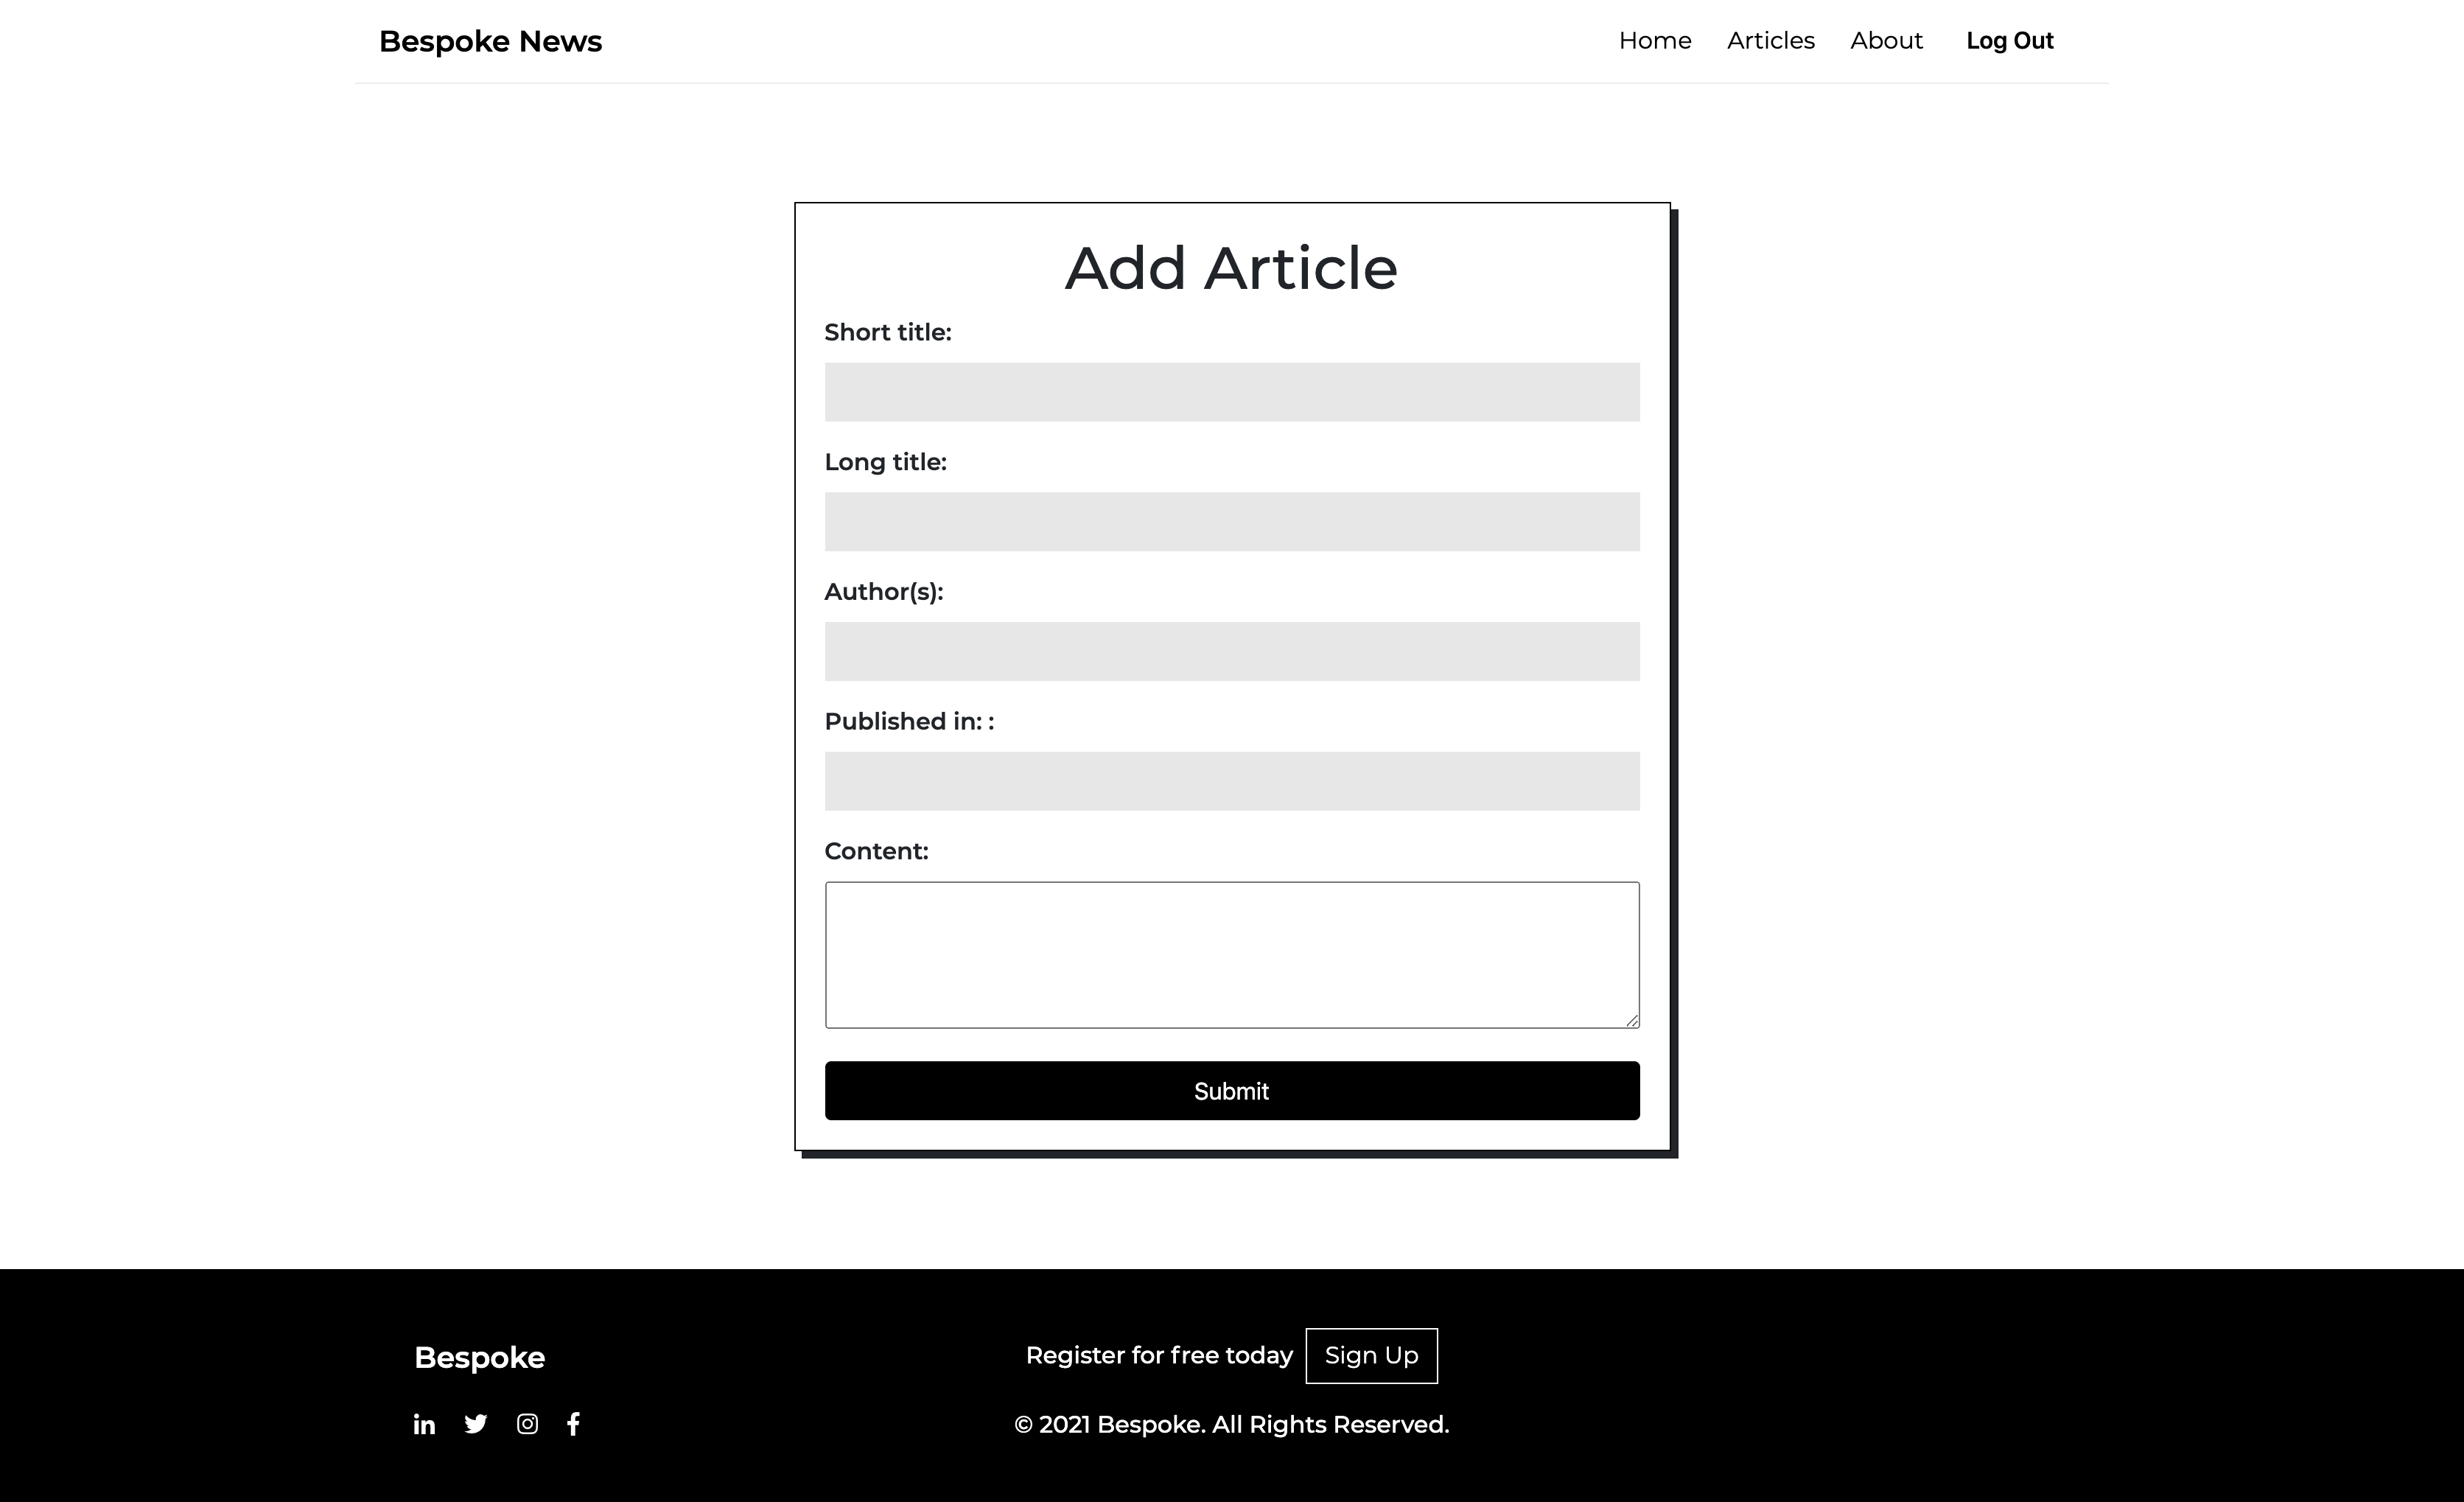 Bespoke News
Home Articles About Log Out
Add Article
Short title:
Long title:
Author(s):
Published in: :
Content:
Submit
Bespoke
Register for free today Sign Up
© 2021 Bespoke. All Rights Reserved.